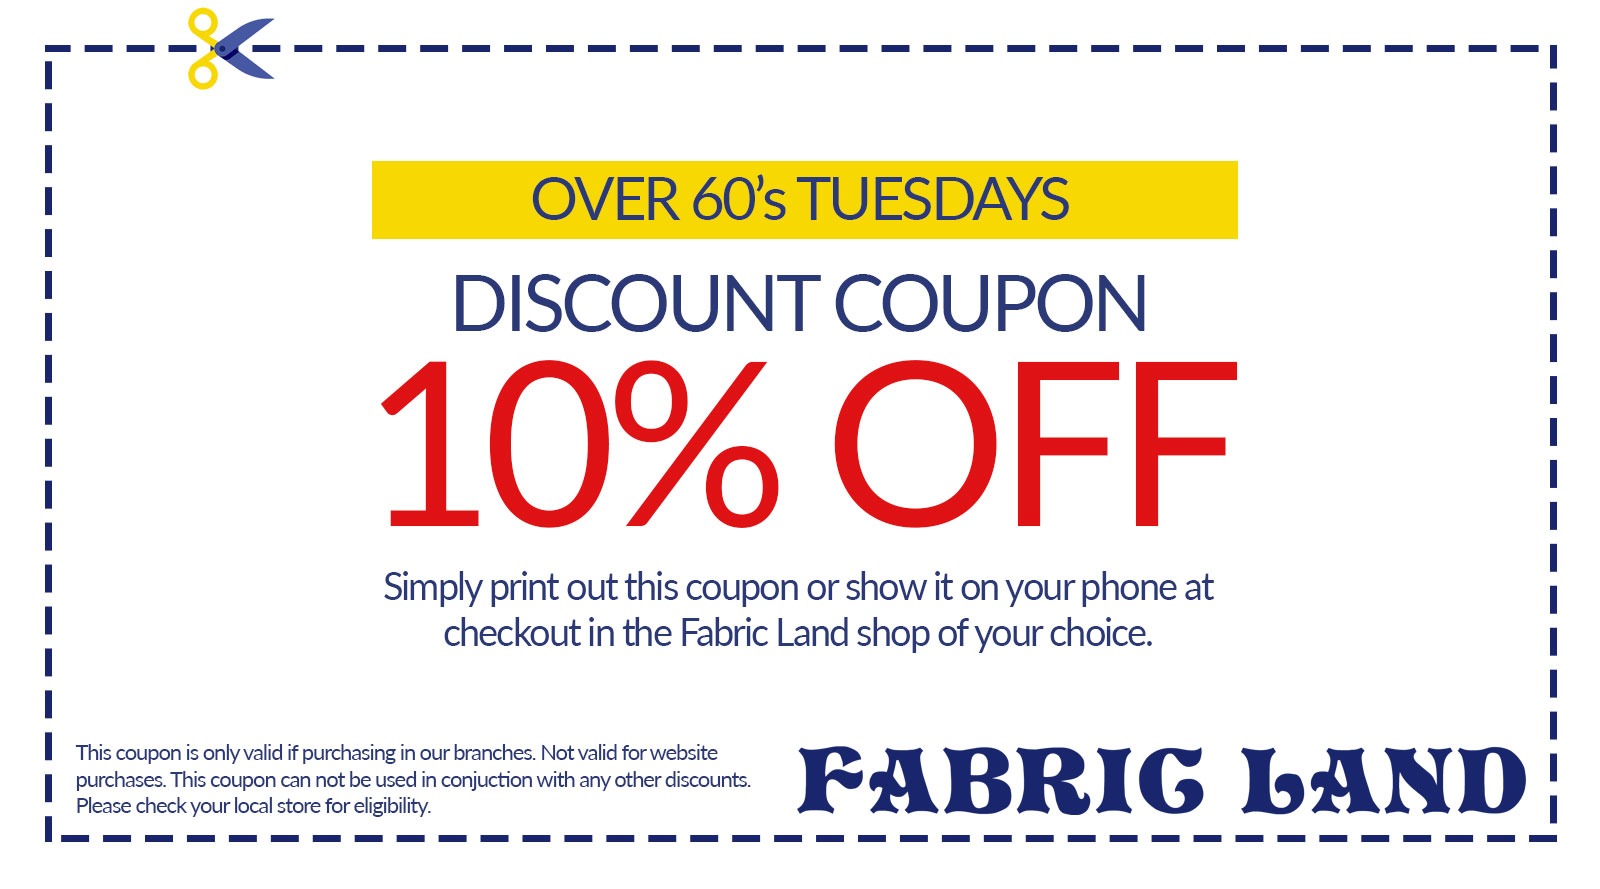 OVER 60's TUESDAYS
DISCOUNT COUPON
10% OFF
Simply print out this coupon or show it on your phone at
checkout in the Fabric Land shop of your choice.
This coupon is only valid if purchasing in our branches. Not valid for website
purchases. This coupon can not be used in conjuction with any other discounts.
Please check your local store for eligibility.
FABRIC LAND